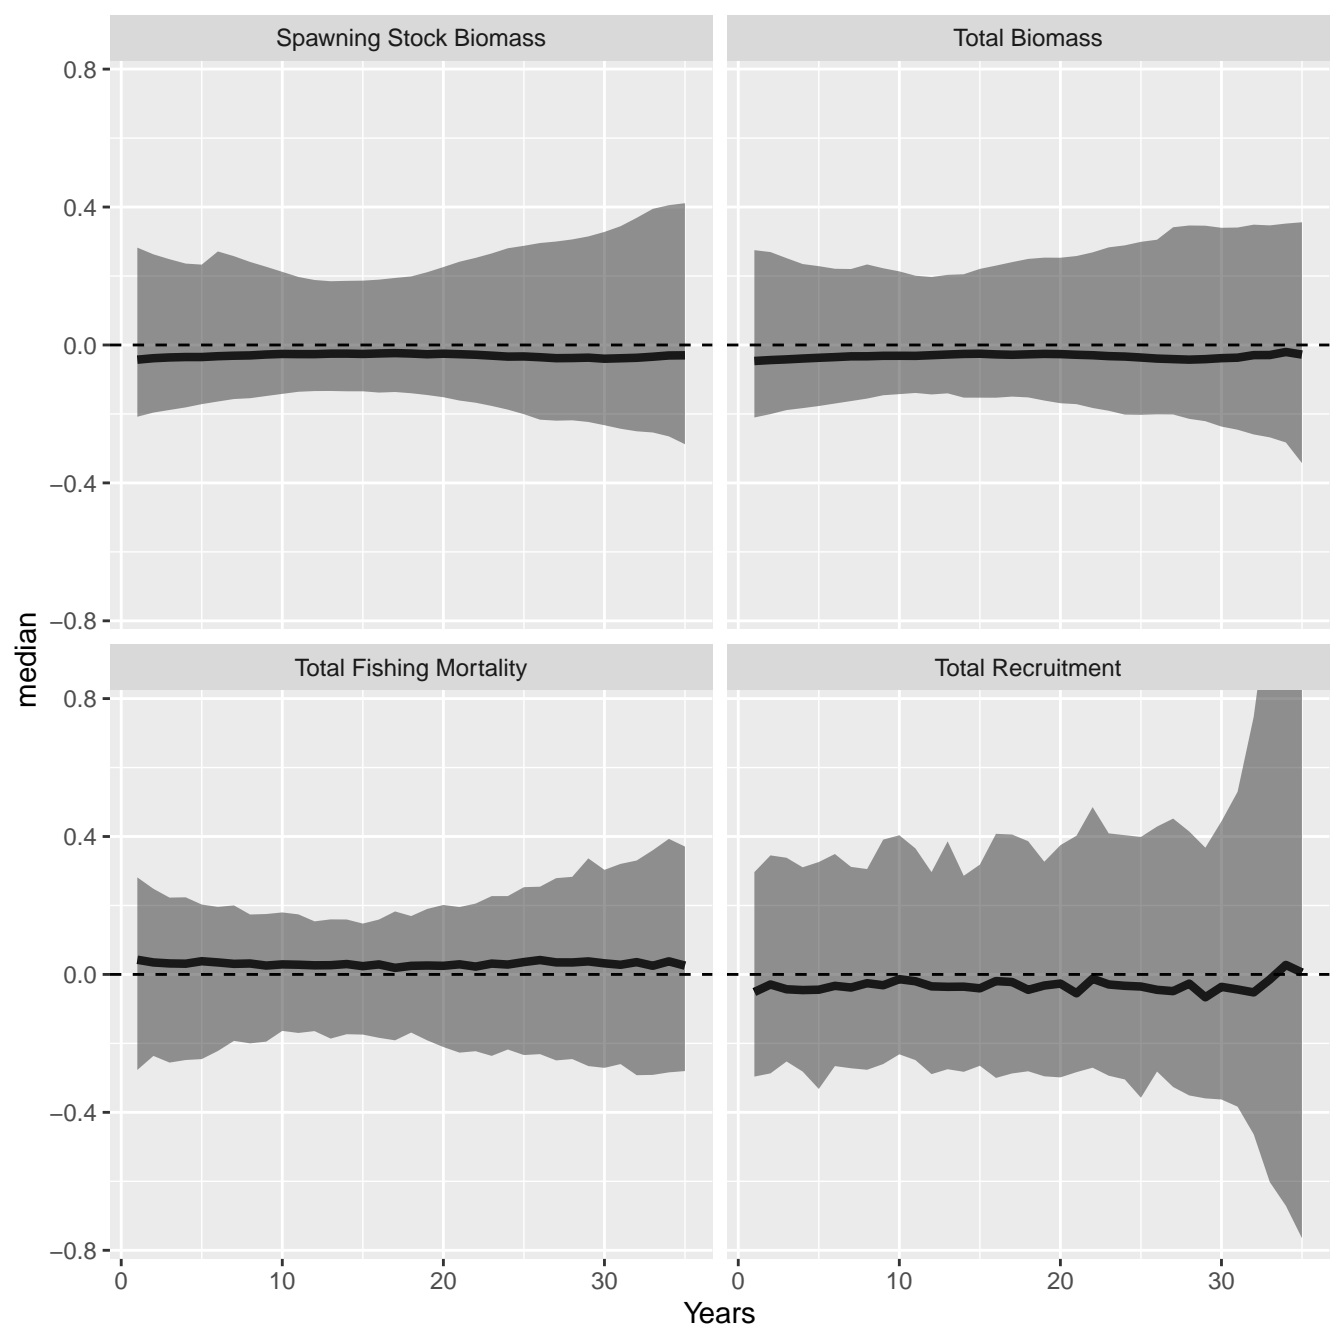 Spawning Stock Biomass
Total Biomass
0.8
0.4
0.0
−0.4
−0.8
median
Total Fishing Mortality
Total Recruitment
0.8
0.4
0.0
−0.4
−0.8
0 10 20 30
0 10 20 30
Years